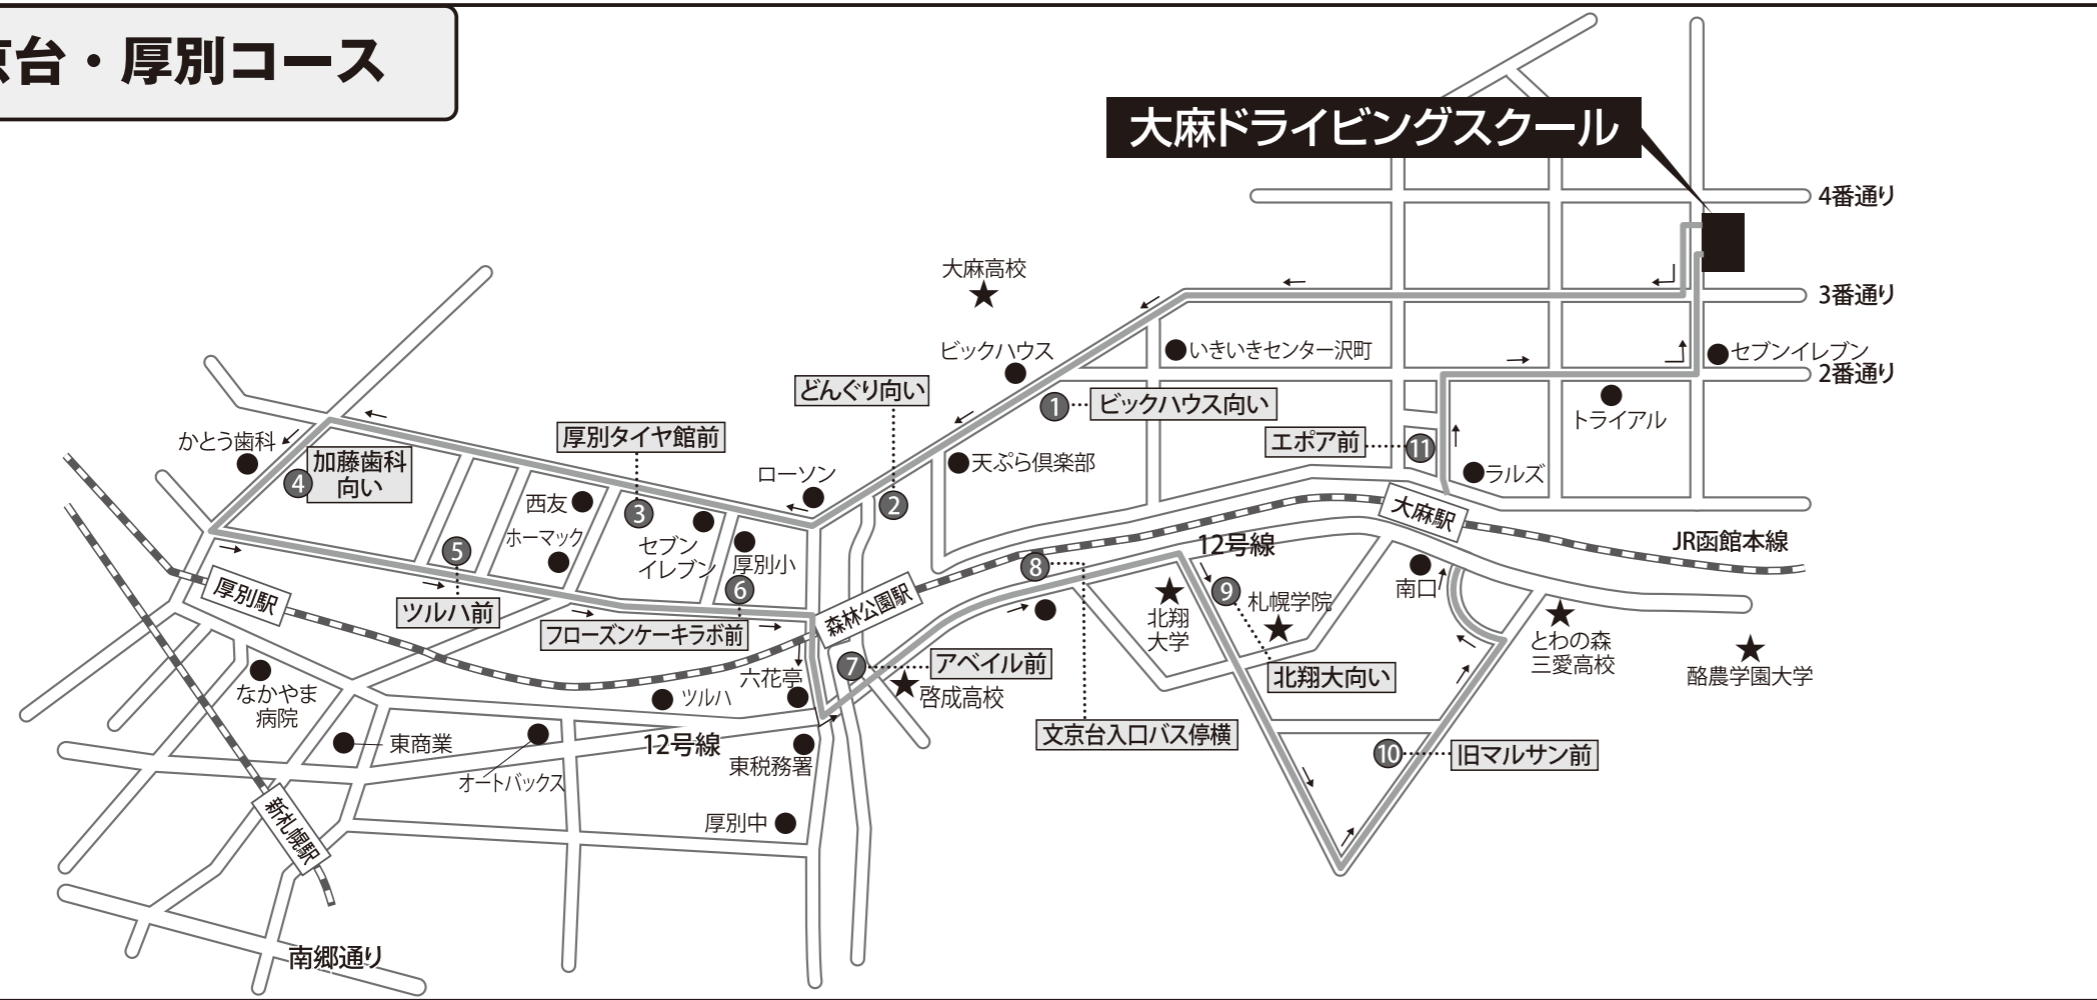 台・厚別コース
大麻ドライビングスクール
4番通り
大麻高校
3番通り
ビックハウス
いきいきセンター沢町
セブンイレブン
2番通り
どんぐり向い
1
ビックハウス向い
トライアル
かとう歯科
厚別タイヤ館前
エポア前
11
4
加藤歯科
向い
ローソン
天ぷら倶楽部
ラルズ
西友
3
2
大麻駅
ホーマック
5
セブン
イレブン
厚別小
12号線
JR函館本線
8
厚別駅
6
9
南口
ツルハ前
フローズンケーキラボ前
森林公園駅
北翔
大学
札幌学院
とわの森
三愛高校
7
アベイル前
北翔大向い
酪農学園大学
なかやま
病院
六花亭
ツルハ
啓成高校
東商業
12号線
文京台入口バス停横
10
旧マルサン前
オートバックス
東税務署
新札幌駅
厚別中
南郷通り